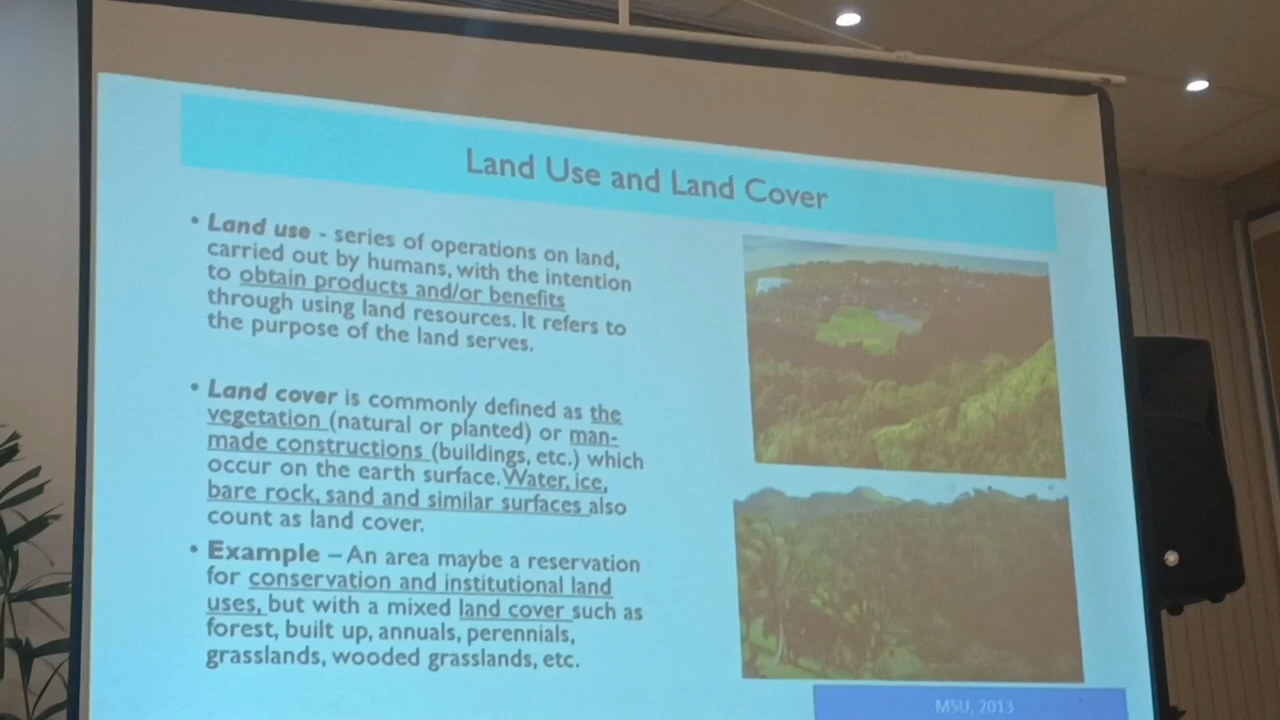 Land Use and Land Cover
• Land use - series of operations on land,
carried out by humans, with the intention
to obtain products and/or benefits
through using land resources. It refers to
the purpose of the land serves.
• Land cover is commonly defined as the
vegetation (natural or planted) or man-
made constructions (buildings, etc.) which
occur on the earth surface. Water, ice,
bare rock, sand and similar surfaces also
count as land cover.
• Example – An area maybe a reservation
for conservation and institutional land
uses, but with a mixed land cover such as
forest, built up, annuals, perennials,
grasslands, wooded grasslands, etc.
MSU, 2013